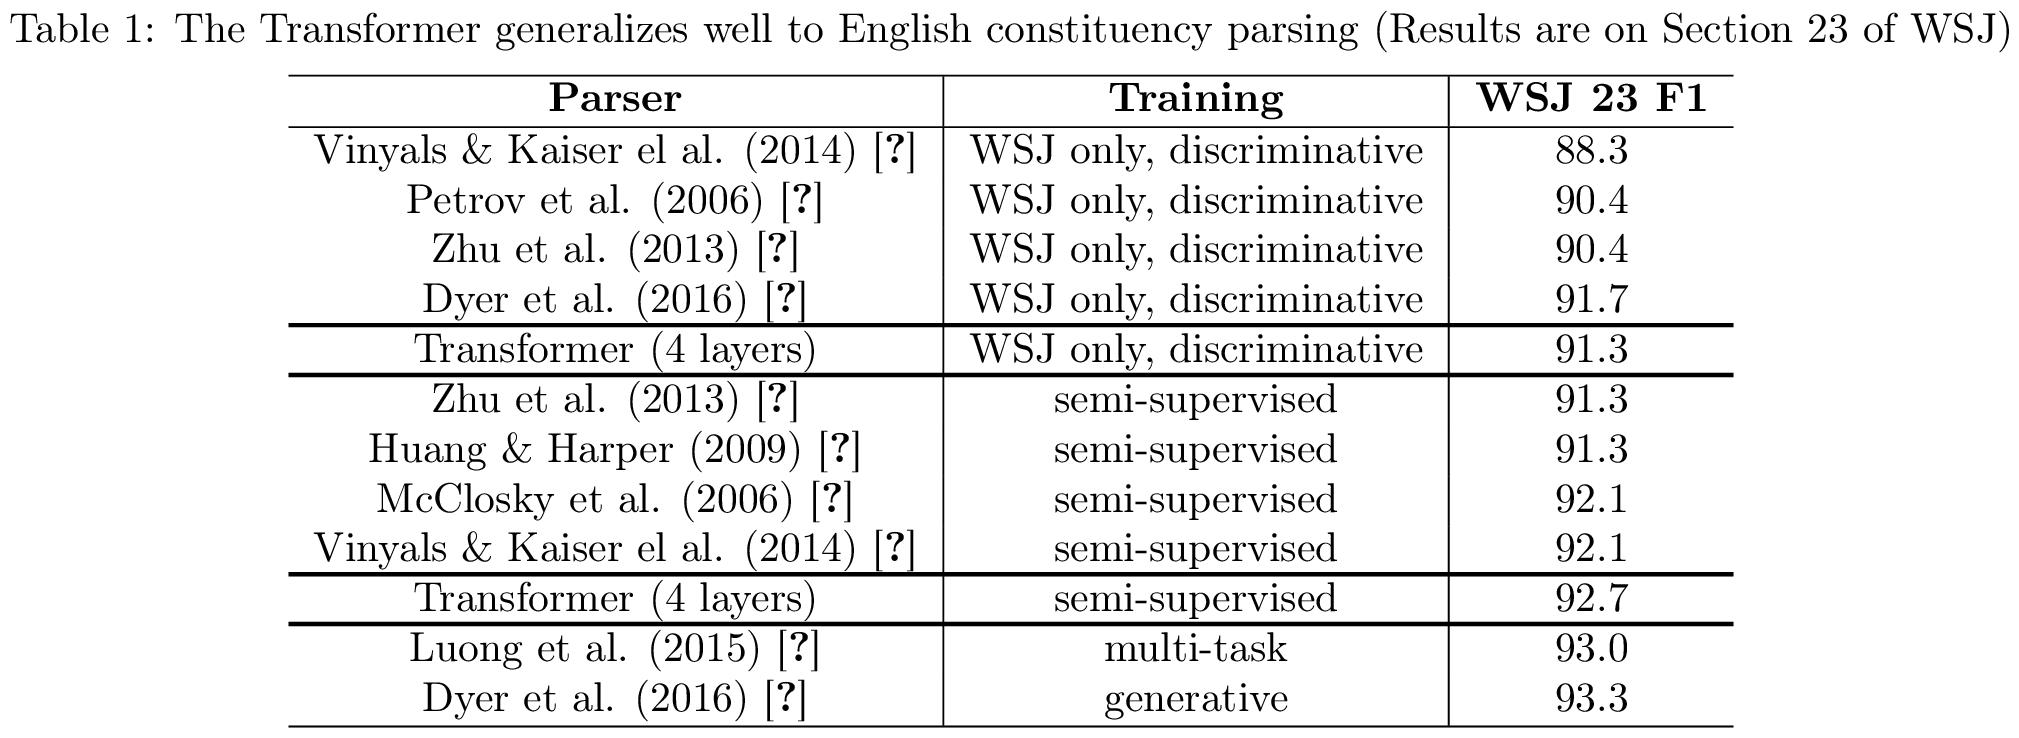 Table 1: The Transformer generalizes well to English constituency parsing (Results are on Section 23 of WSJ)
Parser Training WSJ 23 F1
Vinyals & Kaiser el al. (2014) [?] WSJ only, discriminative 88.3
Petrov et al. (2006) [?] WSJ only, discriminative 90.4
Zhu et al. (2013) [?] WSJ only, discriminative 90.4
Dyer et al. (2016) [?] WSJ only, discriminative 91.7
Transformer (4 layers) WSJ only, discriminative 91.3
Zhu et al. (2013) [?] semi-supervised 91.3
Huang & Harper (2009) [?] semi-supervised 91.3
McClosky et al. (2006) [?] semi-supervised 92.1
Vinyals & Kaiser el al. (2014) [?] semi-supervised 92.1
Transformer (4 layers) semi-supervised 92.7
Luong et al. (2015) [?] multi-task 93.0
Dyer et al. (2016) [?] generative 93.3